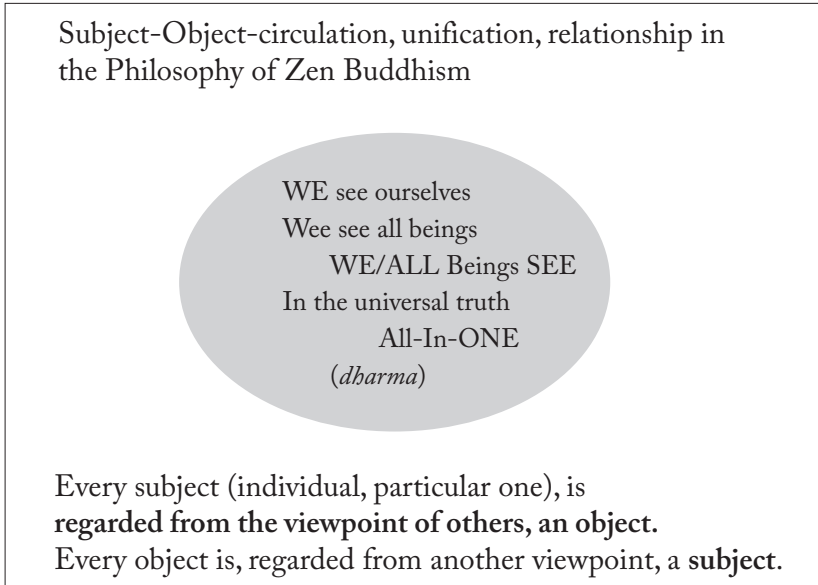 Subject-Object-circulation, unification, relationship in
the Philosophy of Zen Buddhism
WE see ourselves
Wee see all beings
WE/ALL Beings SEE
In the universal truth
All-In-ONE
(dharma)
Every subject (individual, particular one), is
regarded from the viewpoint of others, an object.
Every object is, regarded from another viewpoint, a subject.